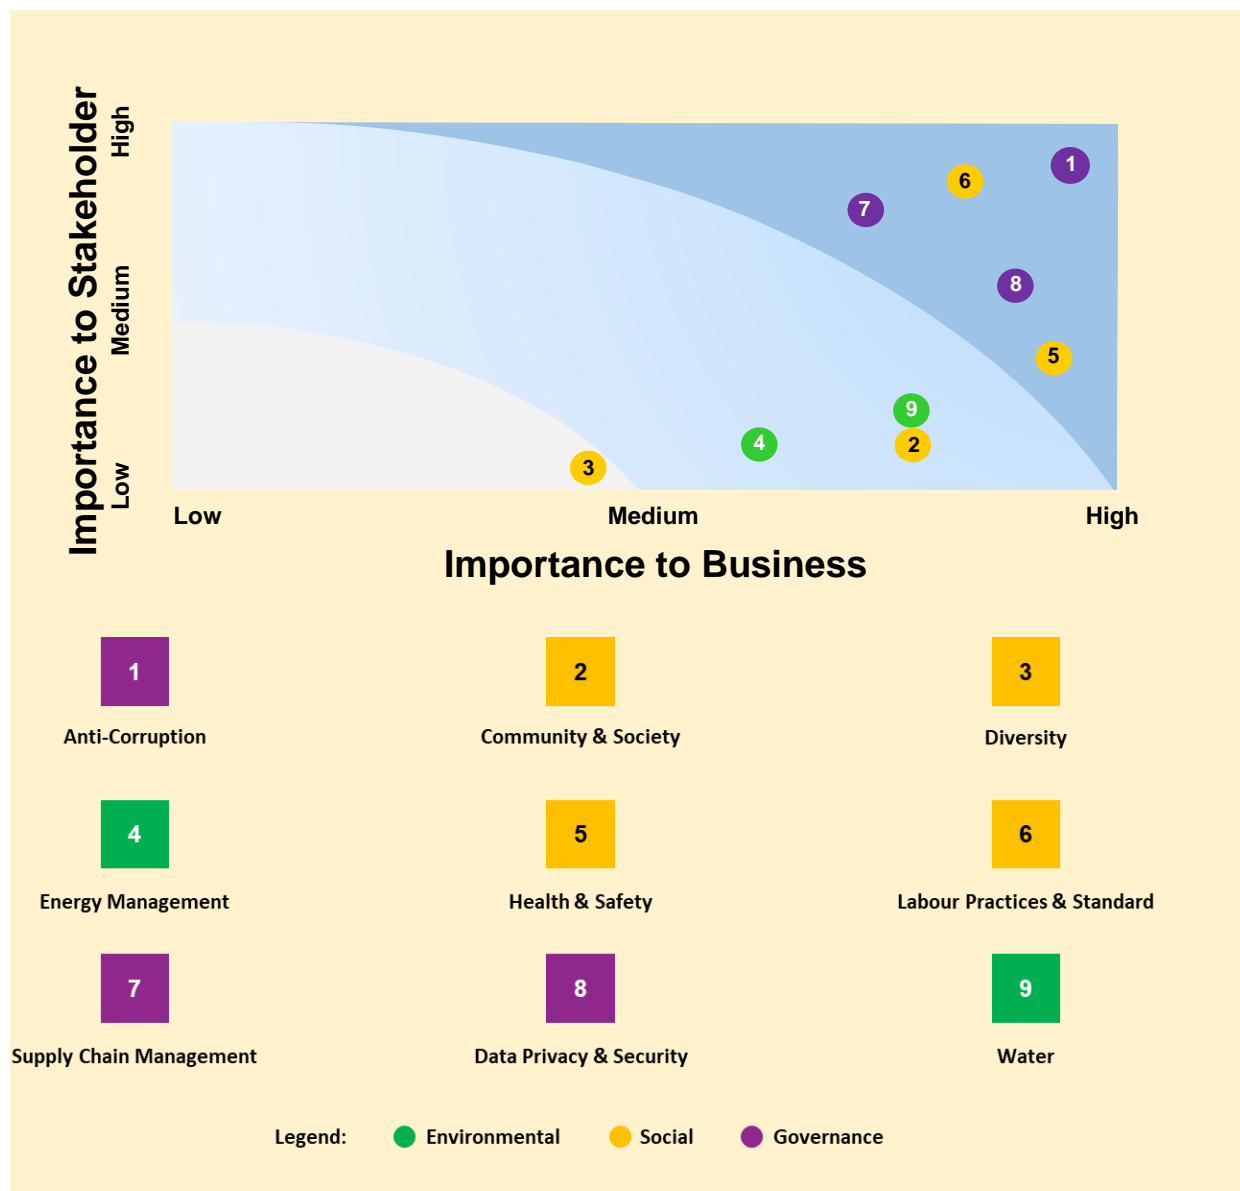 Importance to Stakeholder
High
Medium
Low
1
6
7
8
5
9
4
2
3
Low Medium High
Importance to Business
1 2 3
Anti-Corruption Community & Society Diversity
4 5 6
Energy Management Health & Safety Labour Practices & Standard
7 8 9
Supply Chain Management Data Privacy & Security Water
Legend: Environmental Social Governance